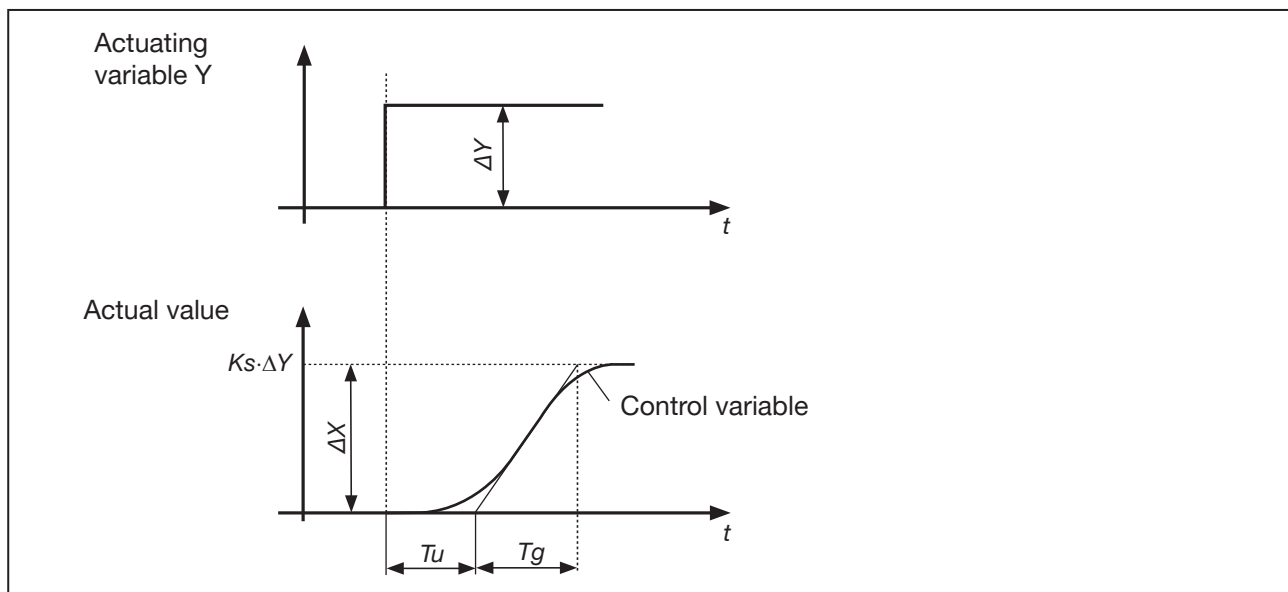 Actuating
variable Y
ΔY
t
Actual value
Ks·ΔY
ΔX
Control variable
t
Tu
Tg